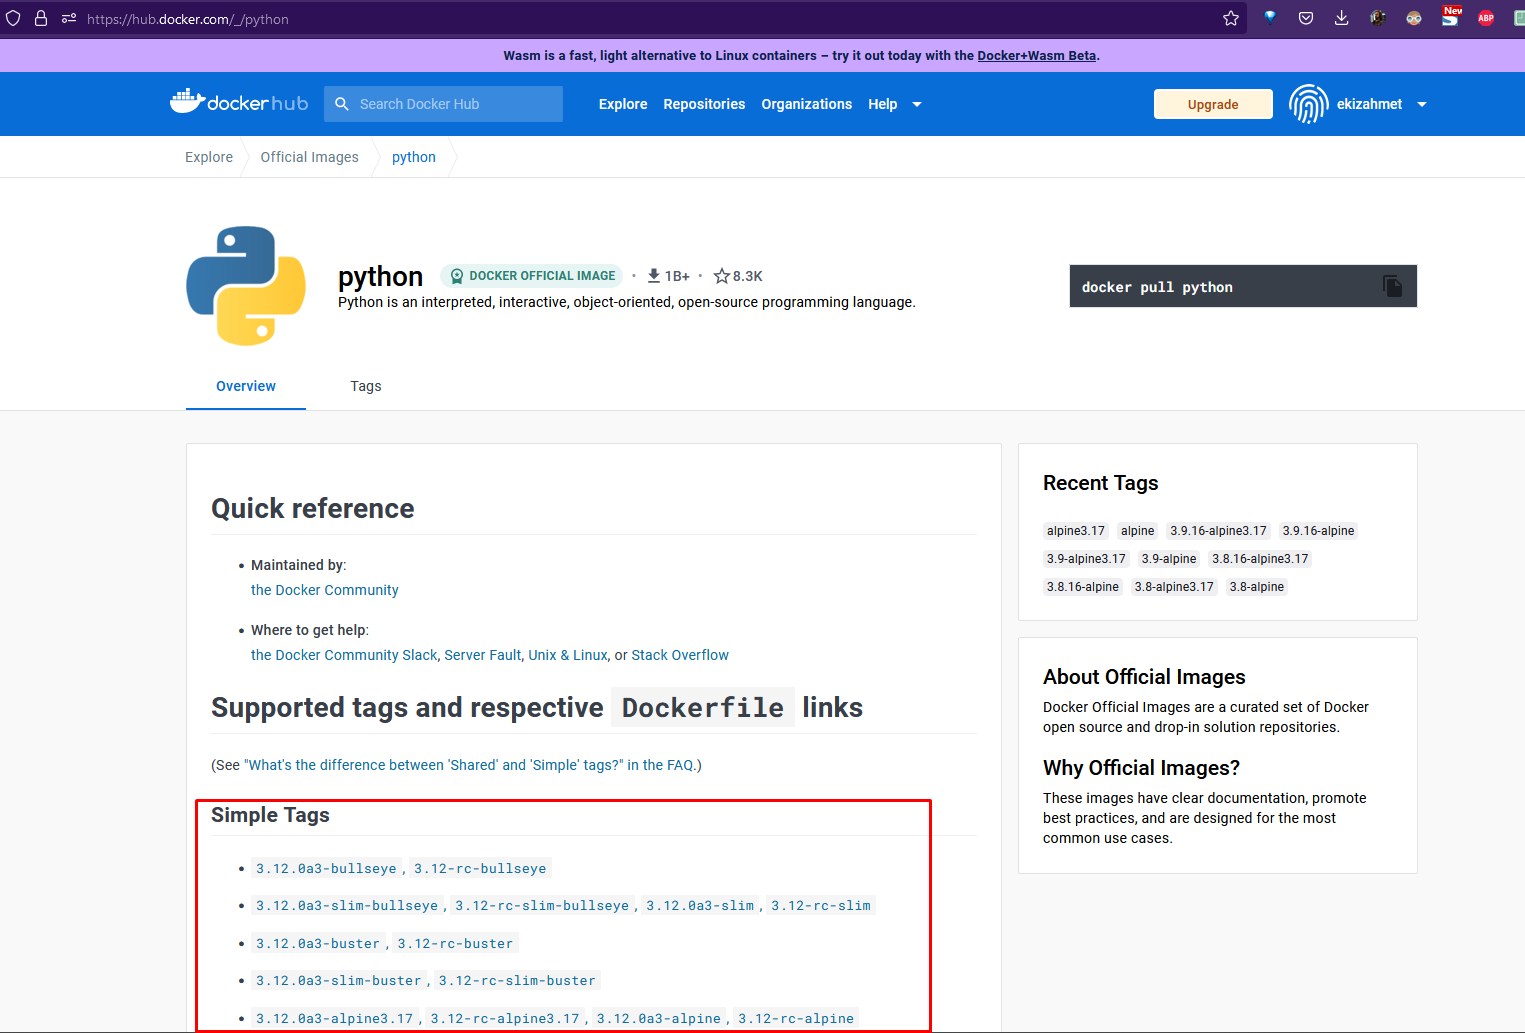 https://hub.docker.com/_/python
New
ABP
Wasm is a fast, light alternative to Linux containers – try it out today with the Docker+Wasm Beta.
dockerhub
Search Docker Hub
Explore Repositories Organizations Help
Upgrade
ekizahmet
Explore Official Images python
python DOCKER OFFICIAL IMAGE · 1B+ · 8.3K
Python is an interpreted, interactive, object-oriented, open-source programming language.
docker pull python
Overview Tags
Quick reference
• Maintained by:
the Docker Community
• Where to get help:
the Docker Community Slack, Server Fault, Unix & Linux, or Stack Overflow
Supported tags and respective Dockerfile links
(See "What's the difference between 'Shared' and 'Simple' tags?" in the FAQ.)
Simple Tags
• 3.12.0a3-bullseye, 3.12-rc-bullseye
• 3.12.0a3-slim-bullseye, 3.12-rc-slim-bullseye, 3.12.0a3-slim, 3.12-rc-slim
• 3.12.0a3-buster, 3.12-rc-buster
• 3.12.0a3-slim-buster, 3.12-rc-slim-buster
• 3.12.0a3-alpine3.17, 3.12-rc-alpine3.17, 3.12.0a3-alpine, 3.12-rc-alpine
Recent Tags
alpine3.17 alpine 3.9.16-alpine3.17 3.9.16-alpine
3.9-alpine3.17 3.9-alpine 3.8.16-alpine3.17
3.8.16-alpine 3.8-alpine3.17 3.8-alpine
About Official Images
Docker Official Images are a curated set of Docker
open source and drop-in solution repositories.
Why Official Images?
These images have clear documentation, promote
best practices, and are designed for the most
common use cases.